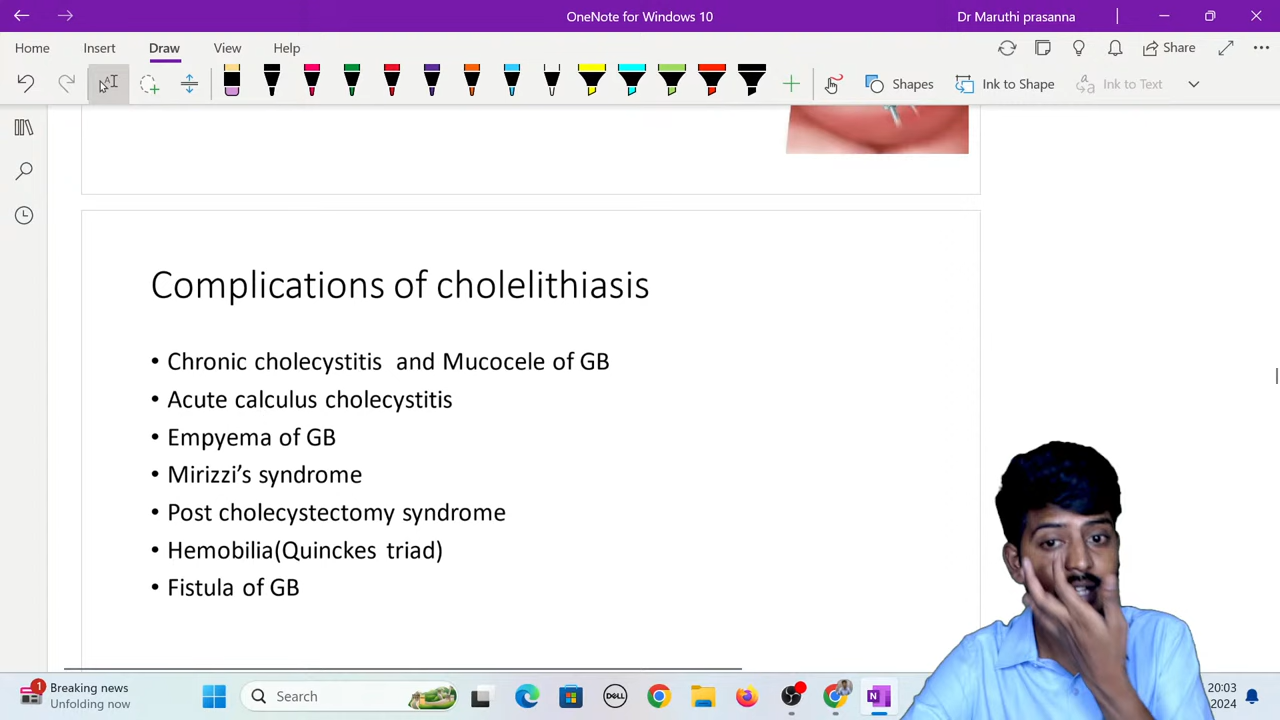 OneNote for Windows 10
Dr Maruthi prasanna
Home Insert Draw View Help
Share
Shapes Ink to Shape Ink to Text
Complications of cholelithiasis
• Chronic cholecystitis and Mucocele of GB
• Acute calculus cholecystitis
• Empyema of GB
• Mirizzi's syndrome
• Post cholecystectomy syndrome
• Hemobilia(Quinckes triad)
• Fistula of GB
1
Breaking news
Unfolding now
Search
DELL
20:03
2024